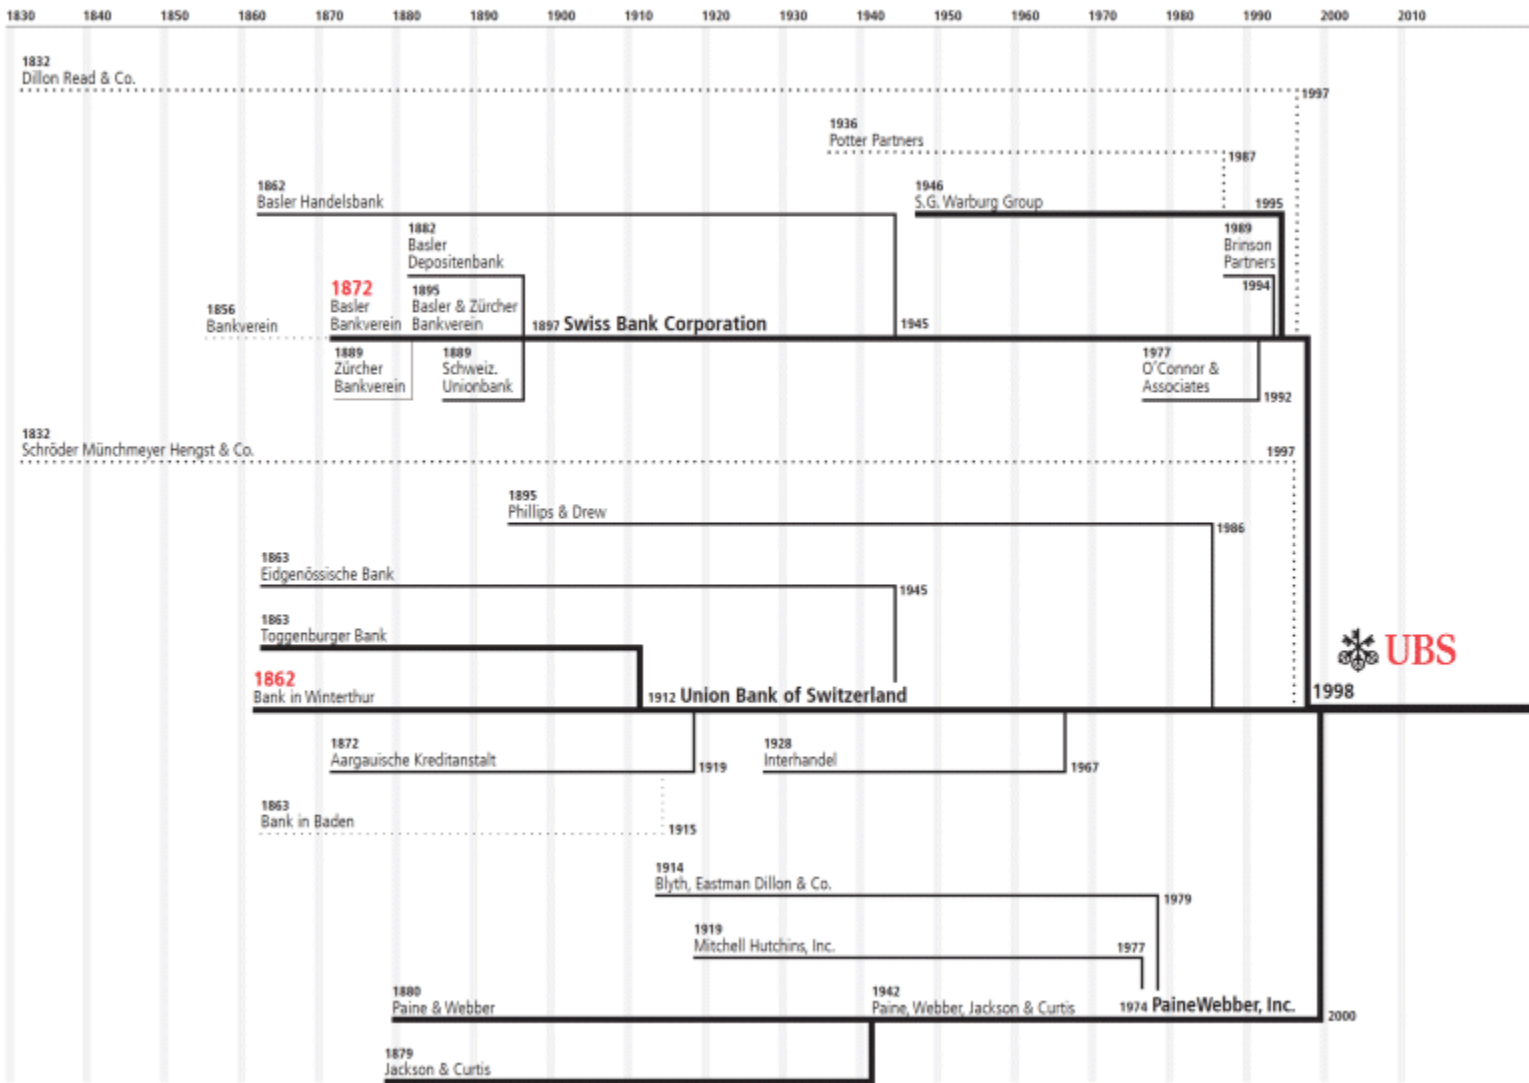 1830 1840 1850 1860 1870 1880 1890 1900 1910 1920 1930 1940 1950 1960 1970 1980 1990 2000 2010
1832
Dillon Read & Co.
1997
1936
Potter Partners
1987
1862
Basler Handelsbank
1946
S.G. Warburg Group
1995
1882
Basler
Depositenbank
1989
Brinson
Partners
1994
1856
Bankverein
1872
Basler
Bankverein
1895
Basler & Zürcher
Bankverein
1897 Swiss Bank Corporation
1945
1889
Zürcher
Bankverein
1889
Schweiz.
Unionbank
1977
O'Connor &
Associates
1992
1832
Schröder Münchmeyer Hengst & Co.
1997
1895
Phillips & Drew
1986
1863
Eidgenössische Bank
1945
1863
Toggenburger Bank
UBS
1862
Bank in Winterthur
1912 Union Bank of Switzerland
1998
1872
Aargauische Kreditanstalt
1919
1928
Interhandel
1967
1863
Bank in Baden
1915
1914
Blyth, Eastman Dillon & Co.
1979
1919
Mitchell Hutchins, Inc.
1977
1880
Paine & Webber
1942
Paine, Webber, Jackson & Curtis
1974 PaineWebber, Inc.
2000
1879
Jackson & Curtis